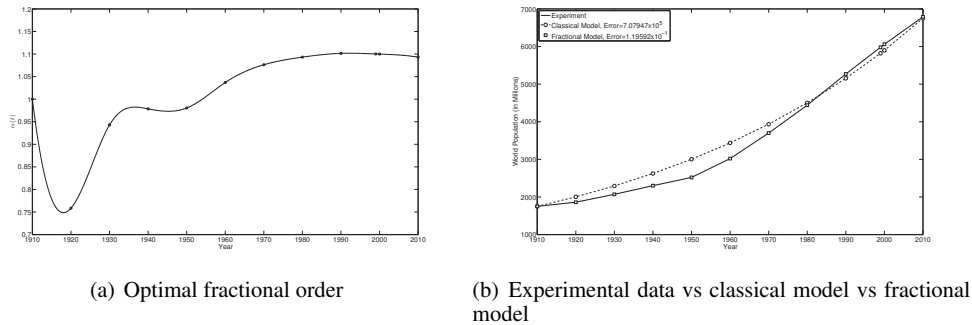 1.2
1.15
1.1
1.05
1
0.95
0.9
0.85
0.8
0.75
0.7
α(t)
1910 1920 1930 1940 1950 1960 1970 1980 1990 2000 2010
Year
(a) Optimal fractional order
7000
6000
5000
4000
3000
2000
1000
World Population (in Millions)
Experiment
Classical Model, Error=7.07947x10^5
Fractional Model, Error=1.19592x10^-1
1910 1920 1930 1940 1950 1960 1970 1980 1990 2000 2010
Year
(b) Experimental data vs classical model vs fractional
model